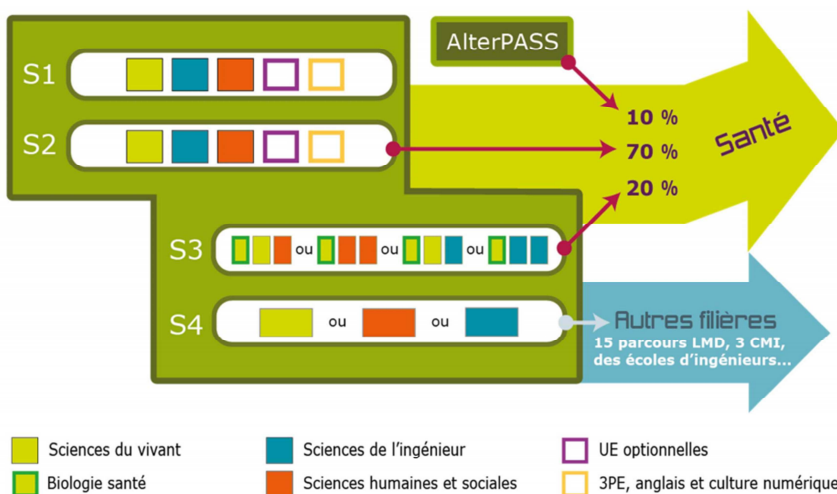 AlterPASS
S1
S2
10 %
70 %
20 %
Santé
S3
ou
ou
ou
S4
ou
ou
Autres filières
15 parcours LMD, 3 CMI,
des écoles d'ingénieurs...
Sciences du vivant
Sciences de l'ingénieur
UE optionnelles
Biologie santé
Sciences humaines et sociales
3PE, anglais et culture numérique